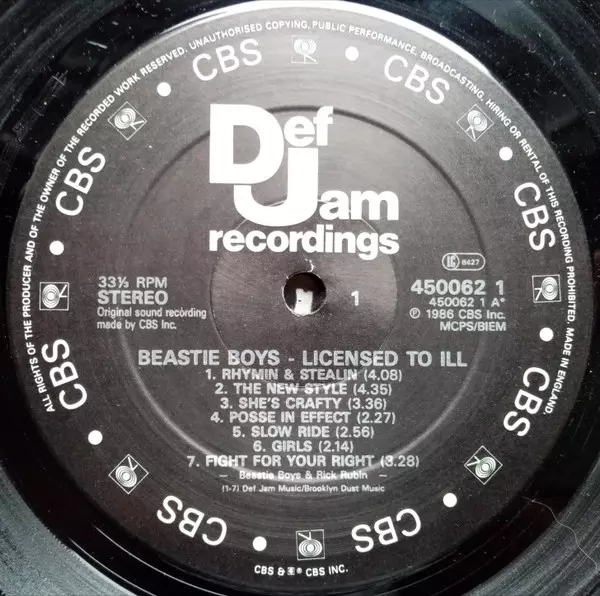 ALL RIGHTS OF THE PRODUCER AND OF THE OWNER OF THE RECORDED WORK RESERVED. UNAUTHORISED COPYING, PUBLIC PERFORMANCE, BROADCASTING, HIRING OR RENTAL OF THIS RECORDING PROHIBITED. MADE IN ENGLAND.
CBS
CBS
CBS
CBS
CBS
CBS
CBS
CBS
Def
Jam
recordings
33⅓ RPM
STEREO
Original sound recording
made by CBS Inc.
1
8427
450062 1
450062 1 A*
℗ 1986 CBS Inc.
MCPS/BIEM
BEASTIE BOYS - LICENSED TO ILL
1. RHYMIN & STEALIN (4.08)
2. THE NEW STYLE (4.35)
3. SHE'S CRAFTY (3.36)
4. POSSE IN EFFECT (2.27)
5. SLOW RIDE (2.56)
6. GIRLS (2.14)
7. FIGHT FOR YOUR RIGHT (3.28)
— Beastie Boys & Rick Rubin —
(1-7) Def Jam Music/Brooklyn Dust Music
CBS & ® CBS INC.